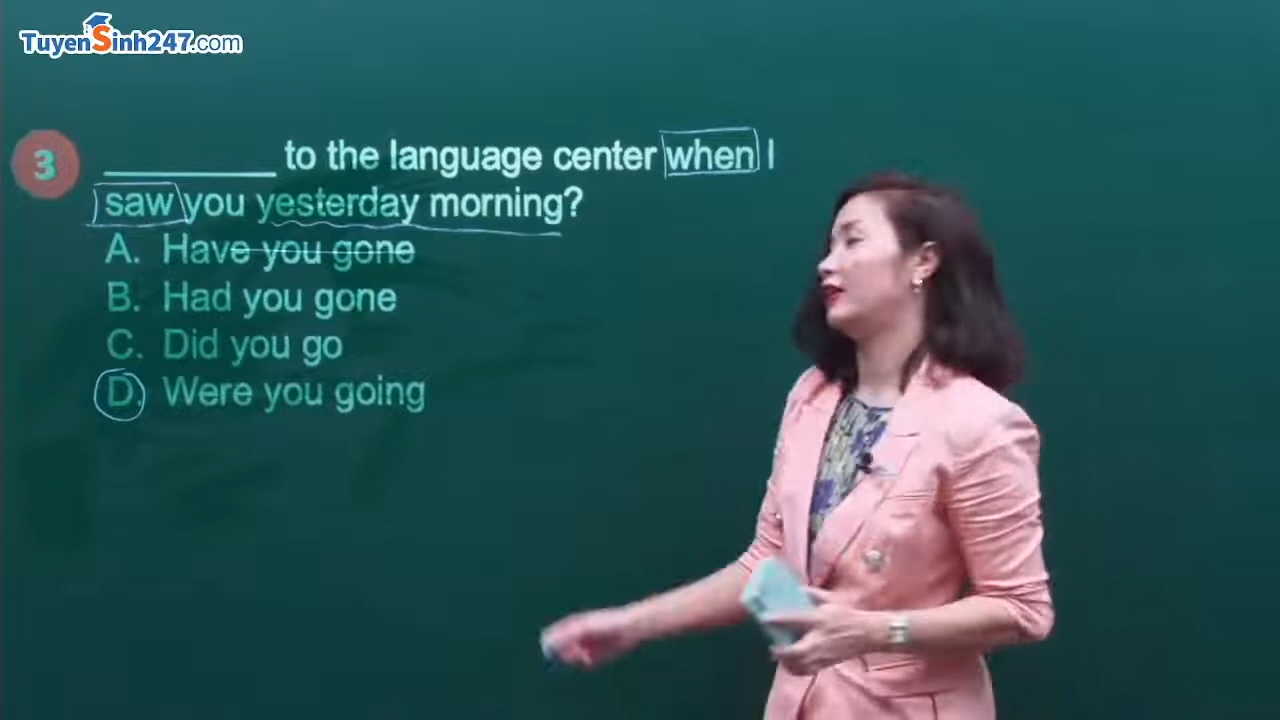 TuyenSinh247.com
3
________ to the language center when I
saw you yesterday morning?
A. Have you gone
B. Had you gone
C. Did you go
D. Were you going